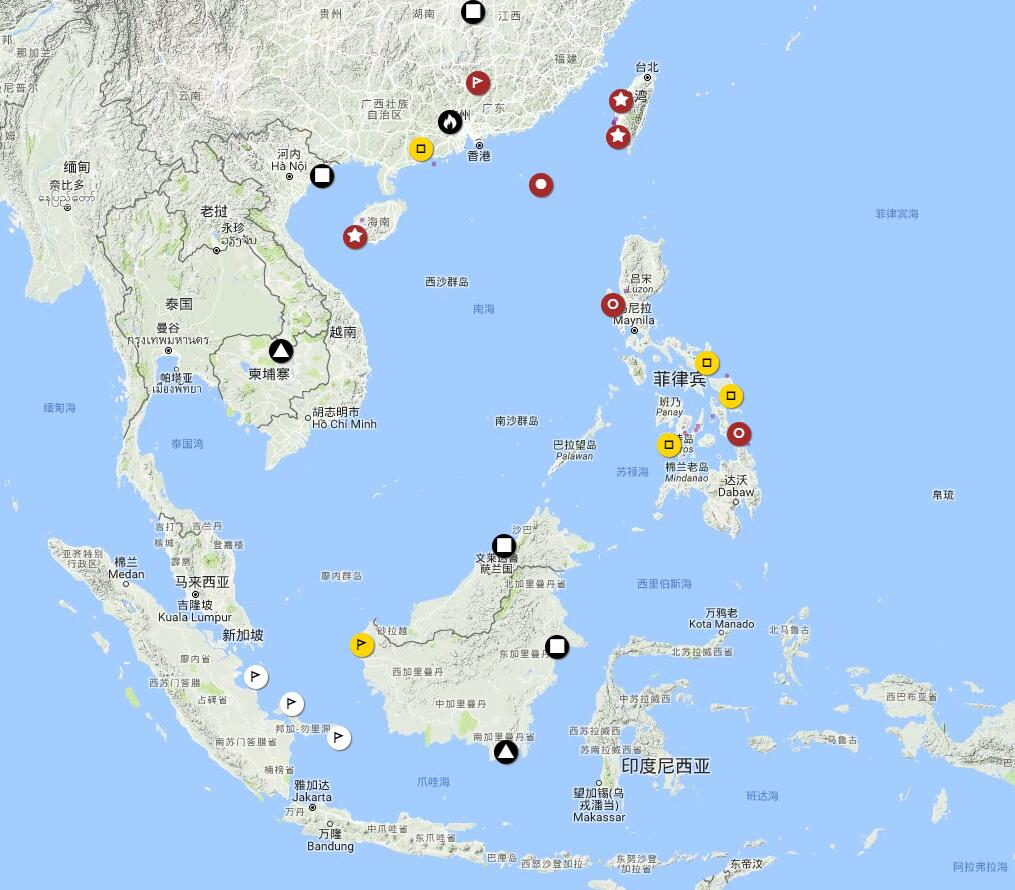 贵州
湖南
江西
邦
那加兰
福建
台北
湾
尼普尔
云南
广西壮族
自治区
州
广东
香港
河内
Hà Nội
缅甸
奈比多
နေပြည်တော်
老挝
永珍
ວຽງຈັນ
海南
菲律宾海
西沙群岛
南海
吕宋
Luzon
尼拉
Maynila
泰国
曼谷
กรุงเทพมหานคร
越南
柬埔寨
帕塔亚
เมืองพัทยา
菲律宾
班乃
Panay
缅甸海
胡志明市
Hồ Chí Minh
南沙群岛
泰国湾
巴拉望岛
Palawan
岛
ros
苏禄海
棉兰老岛
Mindanao
达沃
Dabaw
帛琉
吉打
吉兰丹
沙巴
槟城
登嘉楼
亚齐特别
行政区
棉兰
Medan
霹雳
文莱达鲁
萨兰国
马来西亚
廖内群岛
北加里曼丹省
西里伯斯海
吉隆坡
Kuala Lumpur
万鸦老
Kota Manado
新加坡
砂拉越
北马鲁古
廖内省
东加里曼丹
北苏拉威西省
西苏门答腊
占碑省
西加里曼丹
中加里曼丹
中苏拉威西
西巴布亚省
邦加-勿里洞
南加里曼丹省
西苏拉威西
南苏门答腊省
苏南拉威西省
马鲁古
楠榜省
印度尼西亚
雅加达
Jakarta
爪哇海
望加锡(乌
戎潘当)
Makassar
班达海
万丹
万隆
Bandung
中爪哇省
东爪哇省
巴厘岛
西努沙登加拉
东努沙登
加拉省
东帝汶
阿拉弗拉海